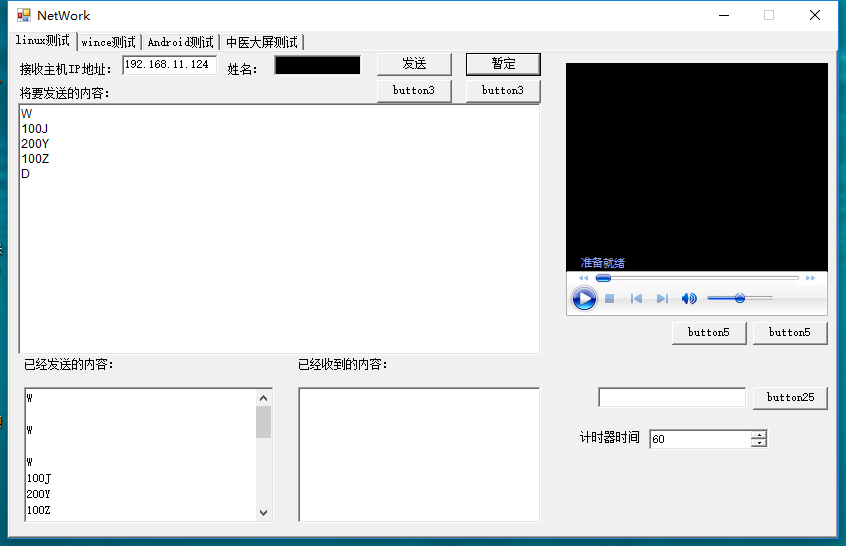 NetWork
linux测试 wince测试 Android测试 中医大屏测试
接收主机IP地址： 192.168.11.124 姓名： 发送 暂定
将要发送的内容： button3 button3
W
100J
200Y
100Z
D
准备就绪
button5 button5
已经发送的内容： 已经收到的内容：
W
W
W
100J
200Y
100Z
button25
计时器时间 60